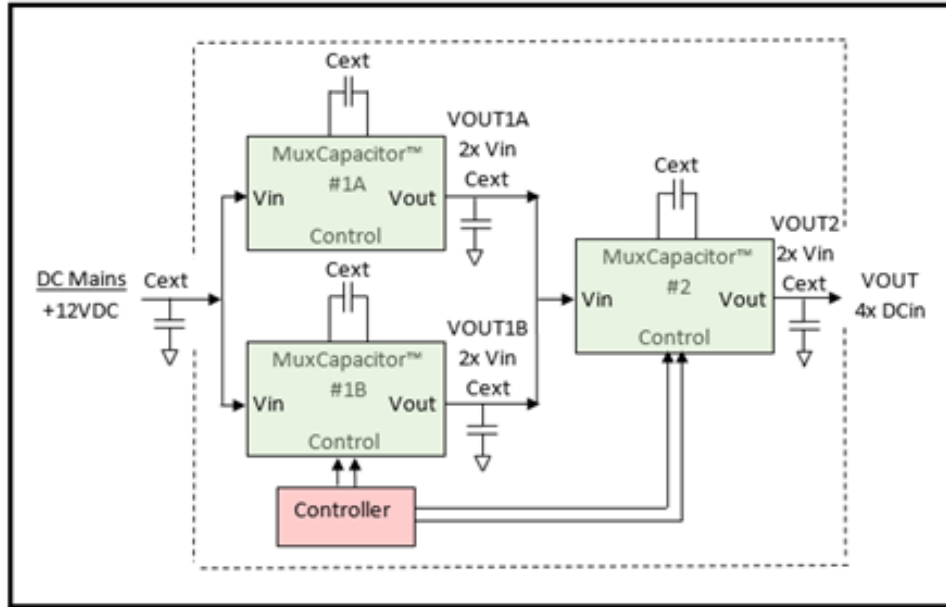 Cext
MuxCapacitor™
#1A
Vin
Vout
Control
VOUT1A
2x Vin
Cext
DC Mains
+12VDC
Cext
Cext
MuxCapacitor™
#1B
Vin
Vout
Control
VOUT1B
2x Vin
Cext
Controller
Cext
MuxCapacitor™
#2
Vin
Vout
Control
VOUT2
2x Vin
Cext
VOUT
4x DCin